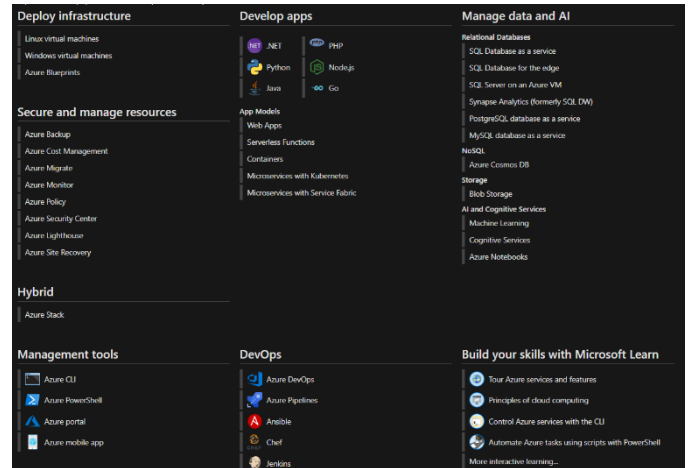 Deploy infrastructure
Linux virtual machines
Windows virtual machines
Azure Blueprints
Secure and manage resources
Azure Backup
Azure Cost Management
Azure Migrate
Azure Monitor
Azure Policy
Azure Security Center
Azure Lighthouse
Azure Site Recovery
Hybrid
Azure Stack
Management tools
Azure CLI
Azure PowerShell
Azure portal
Azure mobile app
Develop apps
NET .NET
php PHP
Python
Node.js
Java
GO Go
App Models
Web Apps
Serverless Functions
Containers
Microservices with Kubernetes
Microservices with Service Fabric
DevOps
Azure DevOps
Azure Pipelines
Ansible
CHEF Chef
Jenkins
Manage data and AI
Relational Databases
SQL Database as a service
SQL Database for the edge
SQL Server on an Azure VM
Synapse Analytics (formerly SQL DW)
PostgreSQL database as a service
MySQL database as a service
NoSQL
Azure Cosmos DB
Storage
Blob Storage
AI and Cognitive Services
Machine Learning
Cognitive Services
Azure Notebooks
Build your skills with Microsoft Learn
Tour Azure services and features
Principles of cloud computing
Control Azure services with the CLI
Automate Azure tasks using scripts with PowerShell
More interactive learning...